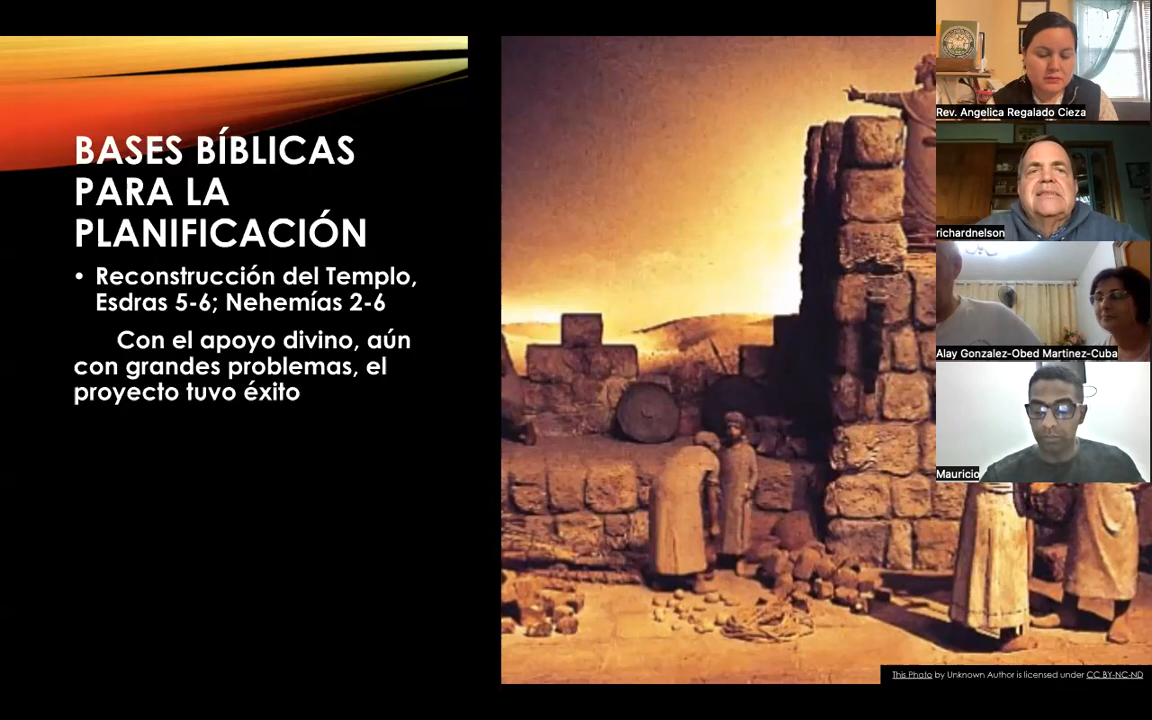 BASES BÍBLICAS
PARA LA
PLANIFICACIÓN
• Reconstrucción del Templo,
Esdras 5-6; Nehemías 2-6
Con el apoyo divino, aún
con grandes problemas, el
proyecto tuvo éxito
Rev. Angelica Regalado Cieza
richardnelson
Alay Gonzalez-Obed Martinez-Cuba
Mauricio
This Photo by Unknown Author is licensed under CC BY-NC-ND